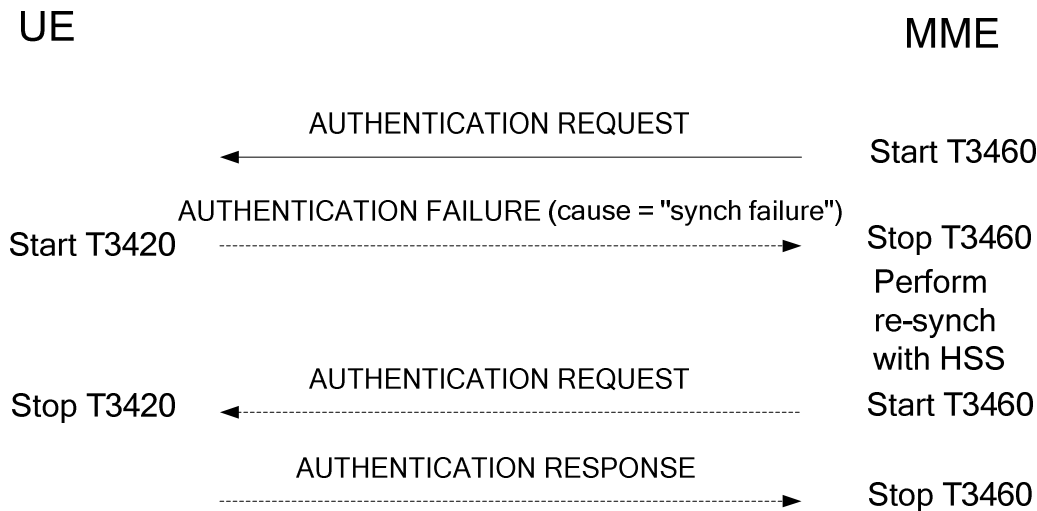 UE
MME
AUTHENTICATION REQUEST
Start T3460
AUTHENTICATION FAILURE (cause = "synch failure")
Start T3420
Stop T3460
Perform
re-synch
with HSS
AUTHENTICATION REQUEST
Stop T3420
Start T3460
AUTHENTICATION RESPONSE
Stop T3460